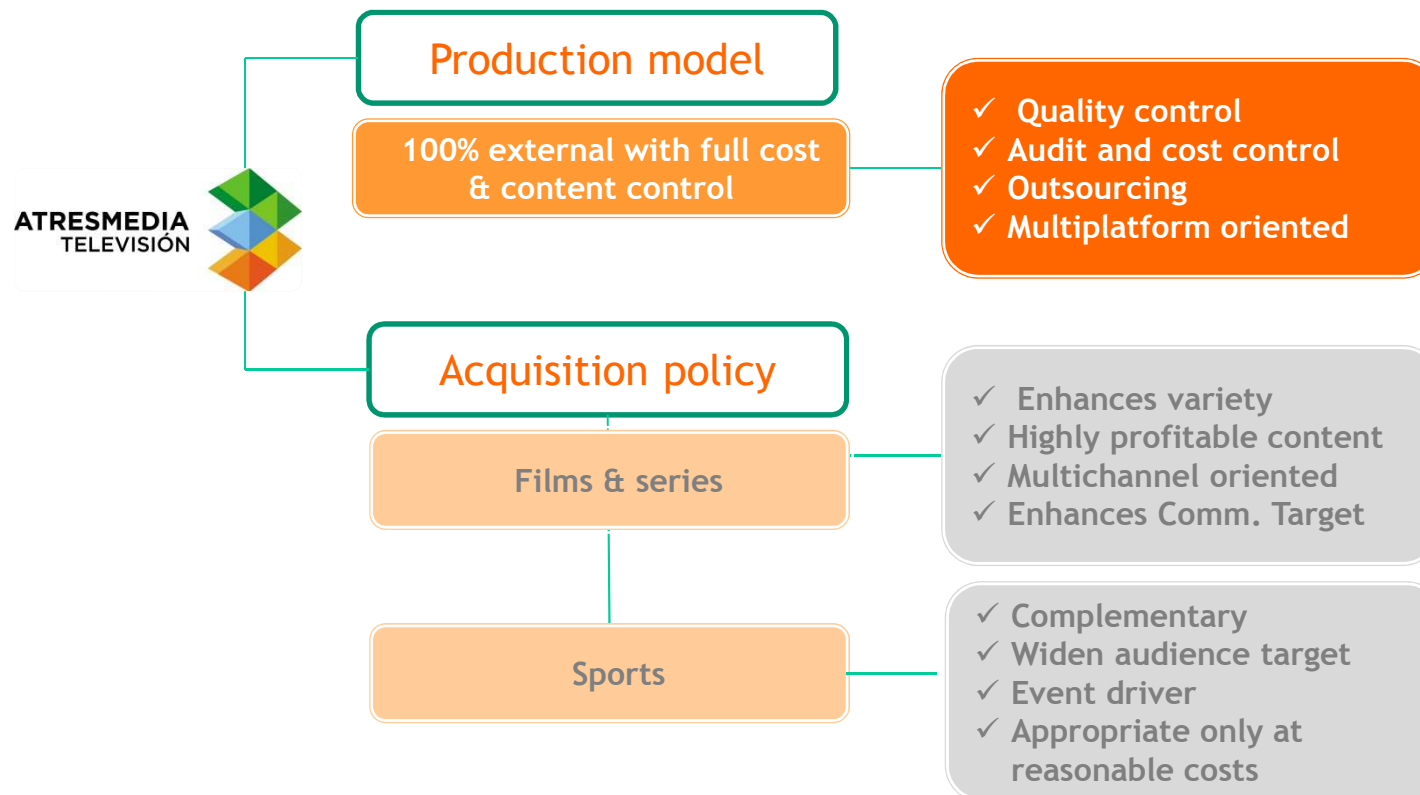 Production model
100% external with full cost
& content control
✓ Quality control
✓ Audit and cost control
✓ Outsourcing
✓ Multiplatform oriented
ATRESMEDIA
TELEVISIÓN
Acquisition policy
Films & series
✓ Enhances variety
✓ Highly profitable content
✓ Multichannel oriented
✓ Enhances Comm. Target
Sports
✓ Complementary
✓ Widen audience target
✓ Event driver
✓ Appropriate only at
reasonable costs